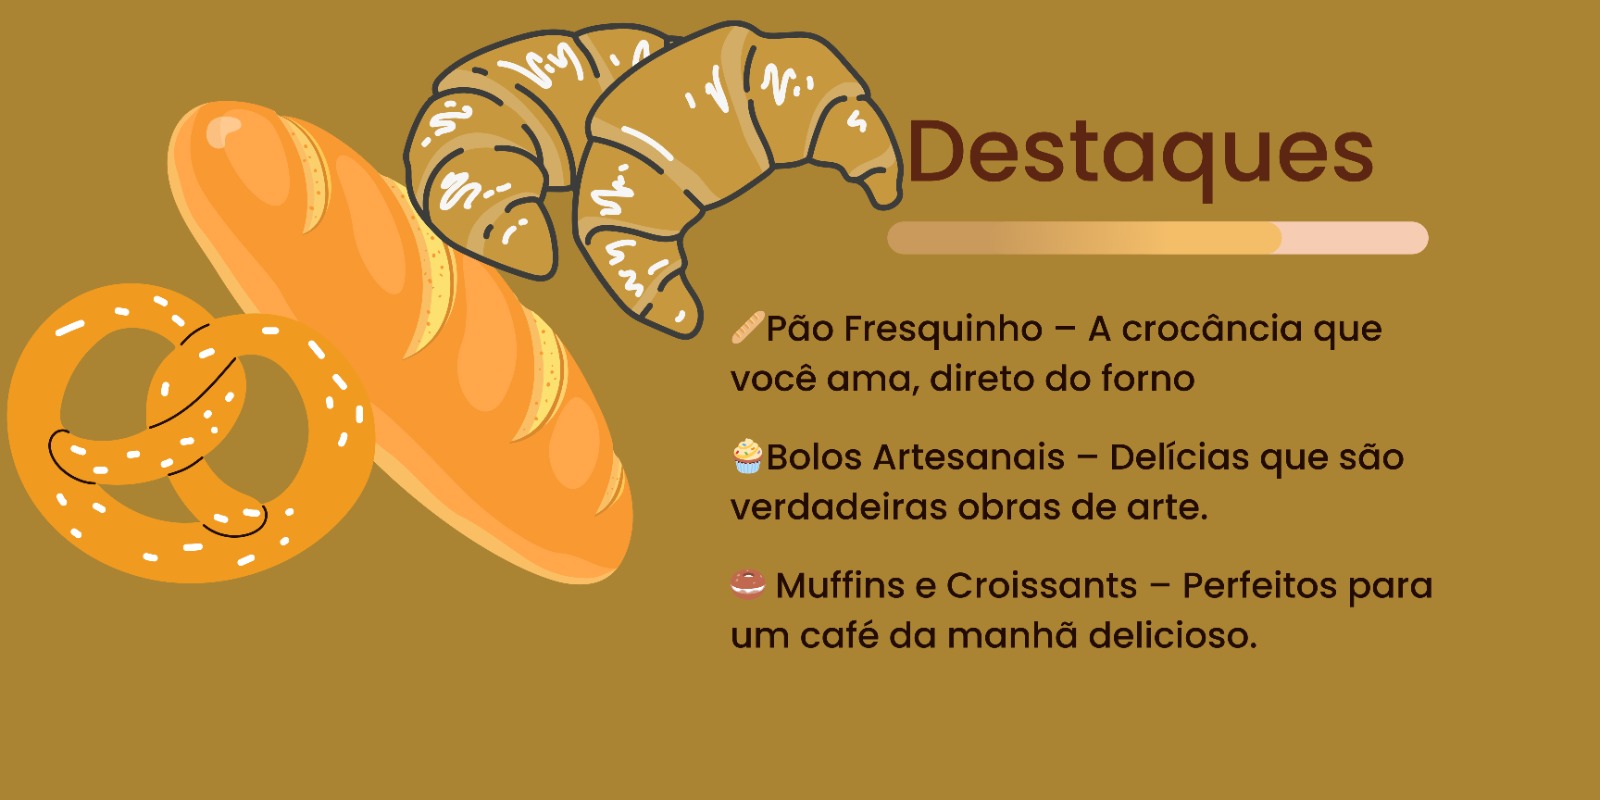 Destaques
🥖Pão Fresquinho – A crocância que
você ama, direto do forno
🧁Bolos Artesanais – Delícias que são
verdadeiras obras de arte.
🍩 Muffins e Croissants – Perfeitos para
um café da manhã delicioso.